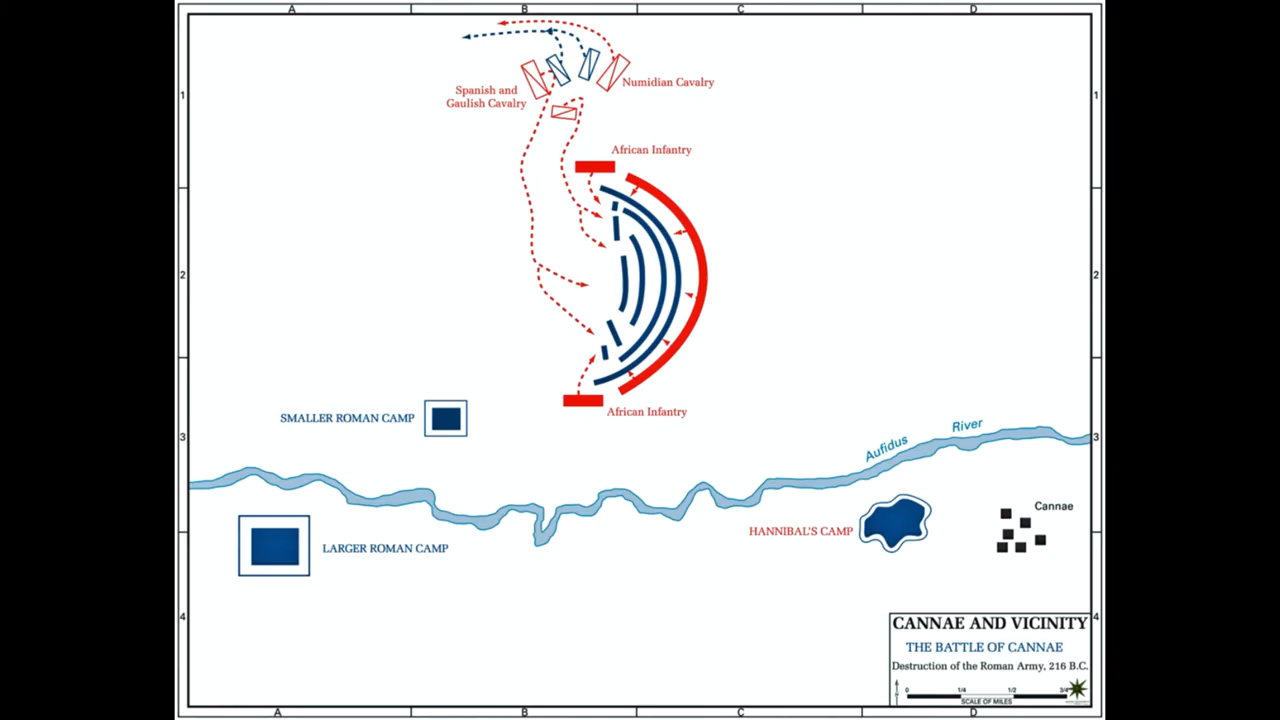 A B C D
1
Spanish and
Gaulish Cavalry
Numidian Cavalry
1
African Infantry
2
2
African Infantry
SMALLER ROMAN CAMP
3
Aufidus River
3
Cannae
HANNIBAL'S CAMP
LARGER ROMAN CAMP
4
4
CANNAE AND VICINITY
THE BATTLE OF CANNAE
Destruction of the Roman Army, 216 B.C.
0 1/4 1/2 3/4
SCALE OF MILES
A B C D